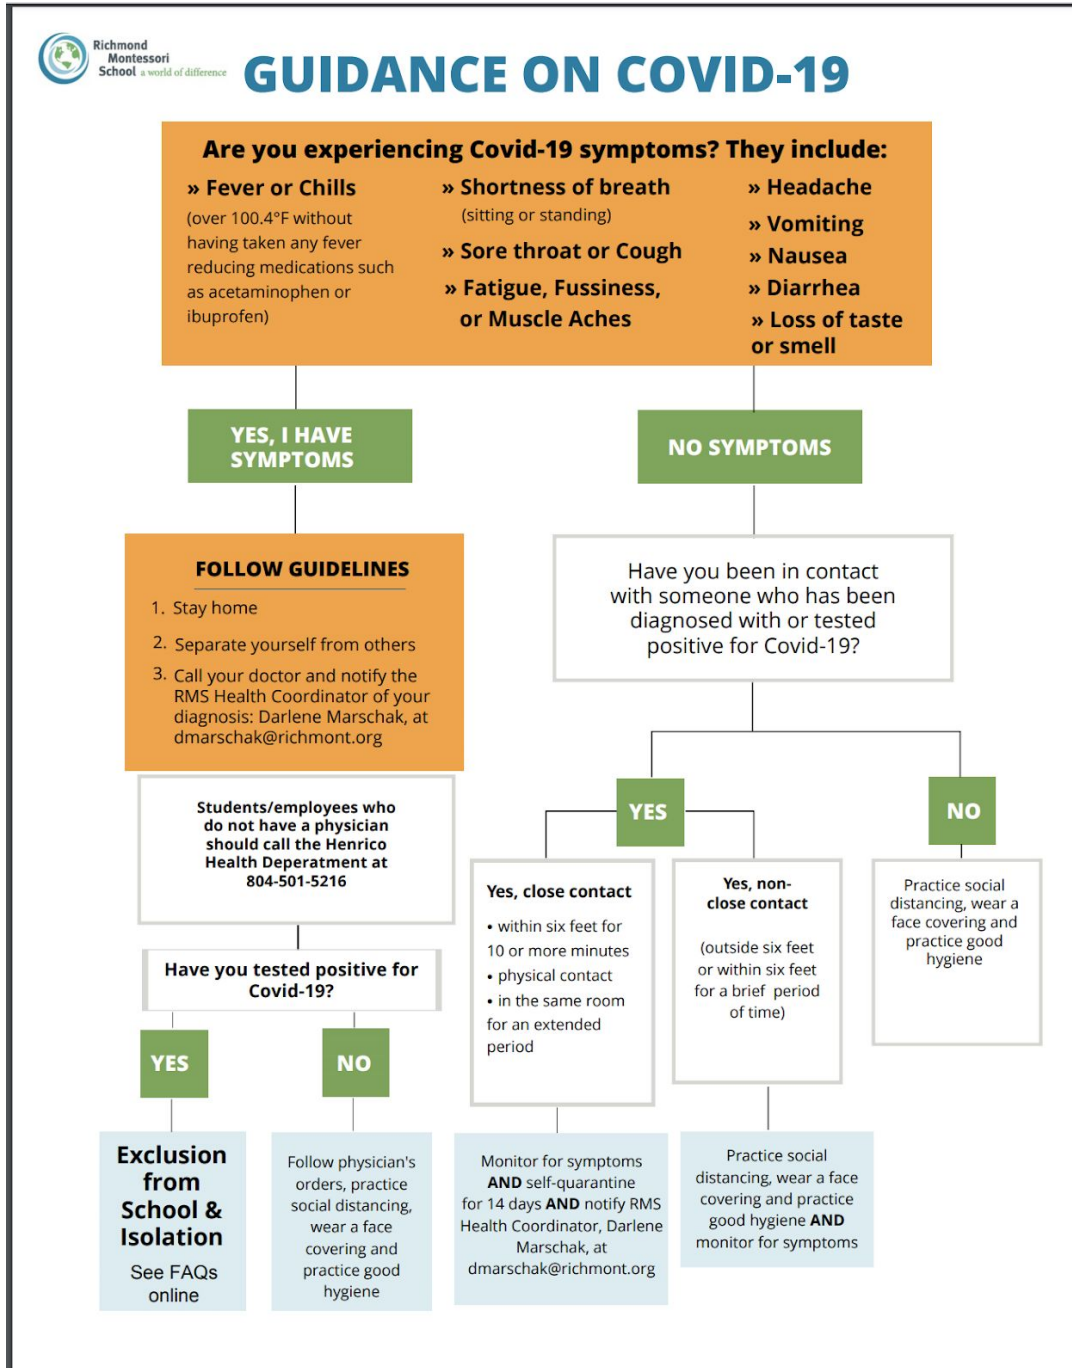 Richmond
Montessori
School a world of difference
GUIDANCE ON COVID-19
Are you experiencing Covid-19 symptoms? They include:
» Fever or Chills
(over 100.4°F without
having taken any fever
reducing medications such
as acetaminophen or
ibuprofen)
» Shortness of breath
(sitting or standing)
» Sore throat or Cough
» Fatigue, Fussiness,
or Muscle Aches
» Headache
» Vomiting
» Nausea
» Diarrhea
» Loss of taste
or smell
YES, I HAVE
SYMPTOMS
NO SYMPTOMS
FOLLOW GUIDELINES
1. Stay home
2. Separate yourself from others
3. Call your doctor and notify the
RMS Health Coordinator of your
diagnosis: Darlene Marschak, at
dmarschak@richmont.org
Students/employees who
do not have a physician
should call the Henrico
Health Deperatment at
804-501-5216
Have you tested positive for
Covid-19?
YES
NO
Exclusion
from
School &
Isolation
See FAQs
online
Follow physician's
orders, practice
social distancing,
wear a face
covering and
practice good
hygiene
Have you been in contact
with someone who has been
diagnosed with or tested
positive for Covid-19?
YES
NO
Yes, close contact
• within six feet for
10 or more minutes
• physical contact
• in the same room
for an extended
period
Yes, non-
close contact
(outside six feet
or within six feet
for a brief period
of time)
Practice social
distancing, wear a
face covering and
practice good
hygiene
Monitor for symptoms
AND self-quarantine
for 14 days AND notify RMS
Health Coordinator, Darlene
Marschak, at
dmarschak@richmont.org
Practice social
distancing, wear a face
covering and practice
good hygiene AND
monitor for symptoms